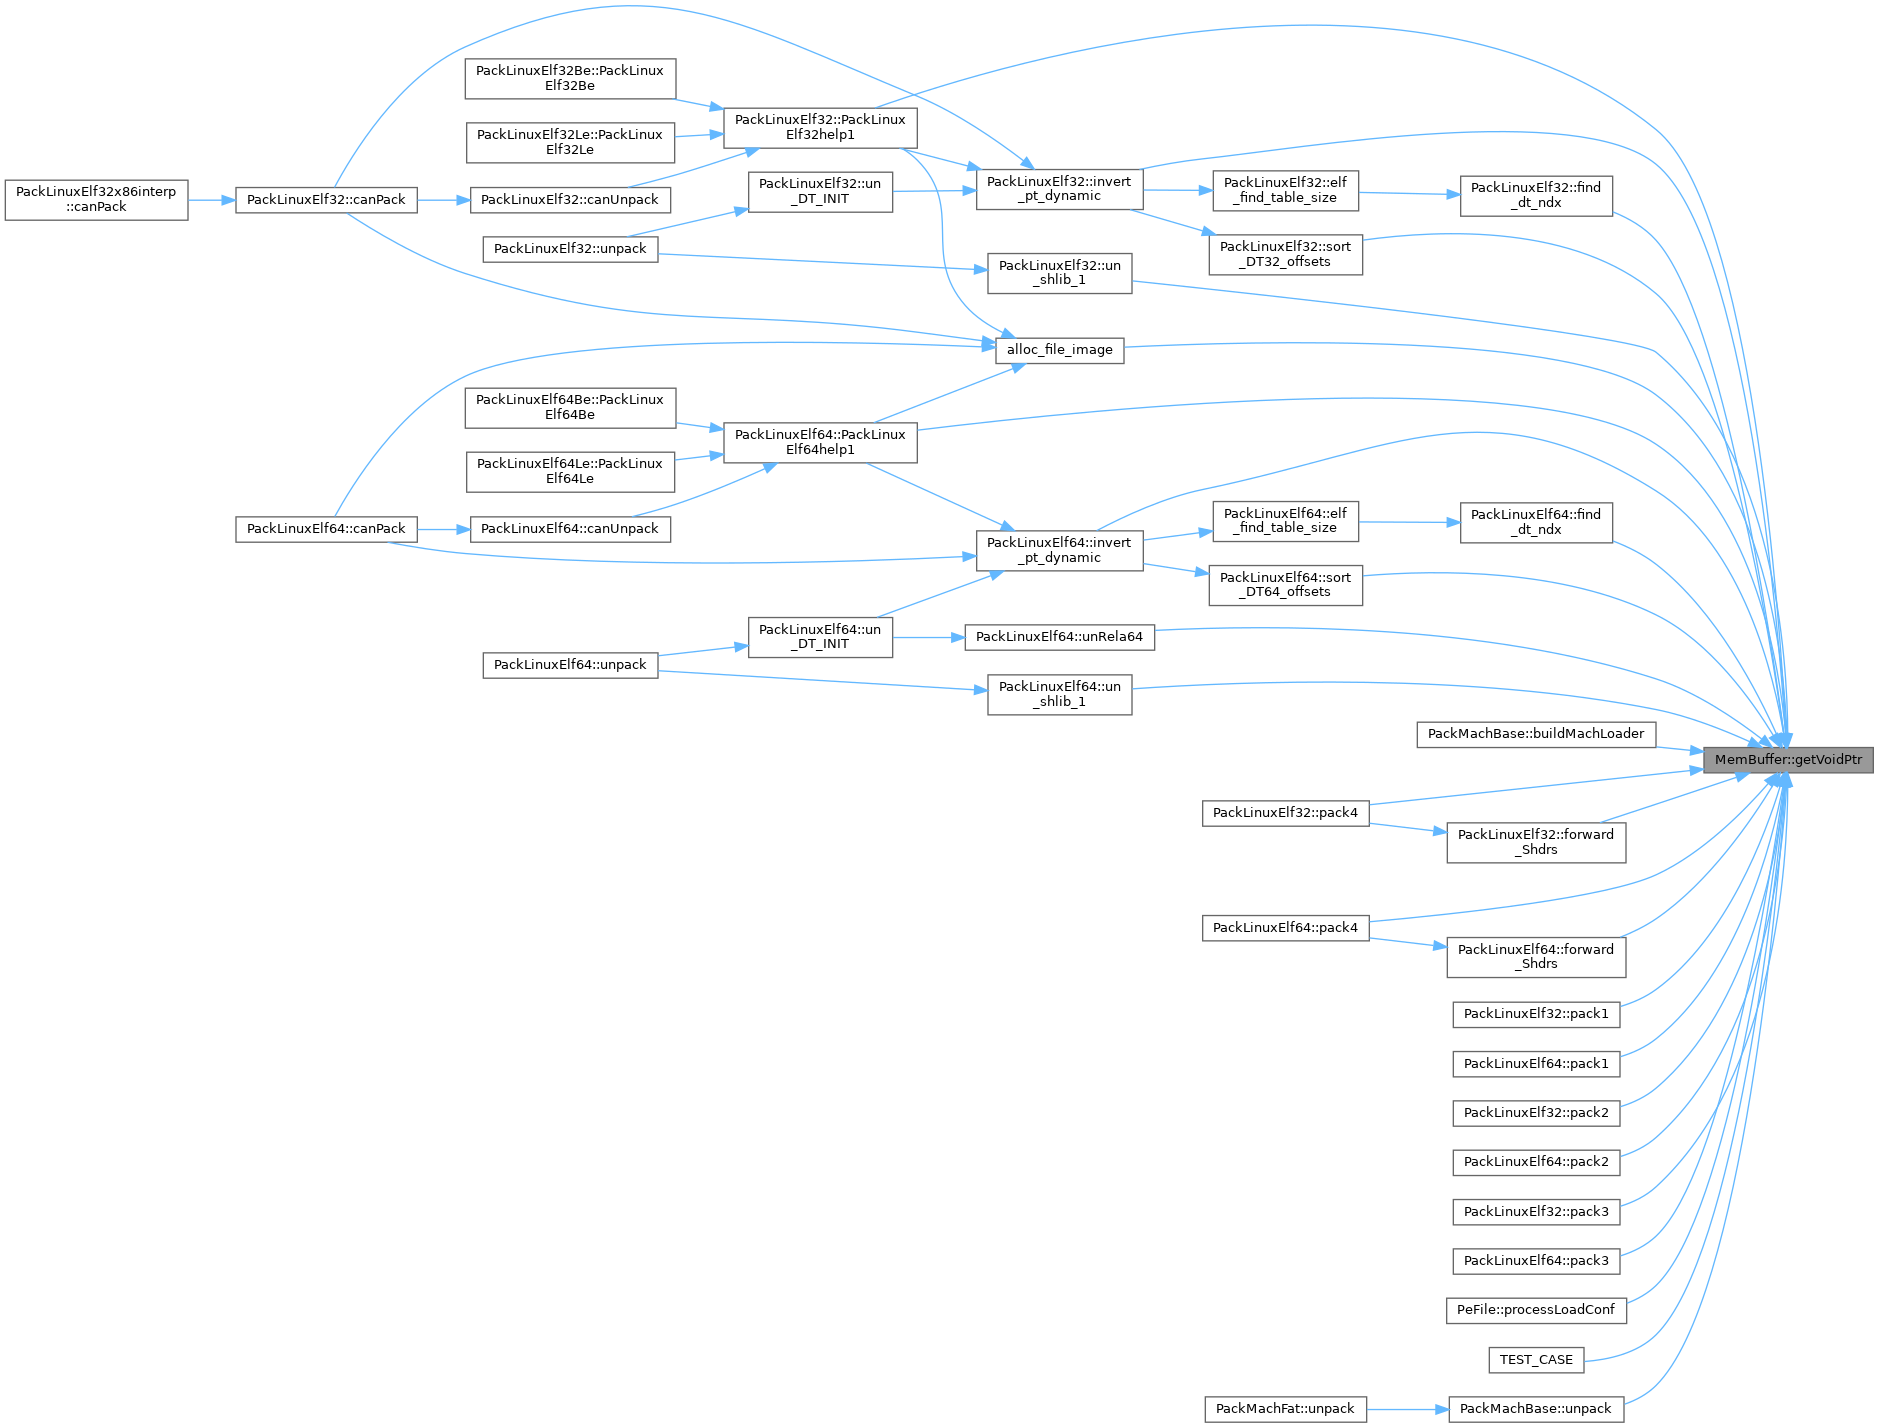 PackLinuxElf32Be::PackLinux
Elf32Be
PackLinuxElf32::PackLinux
Elf32help1
PackLinuxElf32Le::PackLinux
Elf32Le
PackLinuxElf32x86interp
::canPack
PackLinuxElf32::canPack
PackLinuxElf32::canUnpack
PackLinuxElf32::un
_DT_INIT
PackLinuxElf32::invert
_pt_dynamic
PackLinuxElf32::elf
_find_table_size
PackLinuxElf32::find
_dt_ndx
PackLinuxElf32::unpack
PackLinuxElf32::sort
_DT32_offsets
PackLinuxElf32::un
_shlib_1
alloc_file_image
PackLinuxElf64Be::PackLinux
Elf64Be
PackLinuxElf64::PackLinux
Elf64help1
PackLinuxElf64Le::PackLinux
Elf64Le
PackLinuxElf64::canPack
PackLinuxElf64::canUnpack
PackLinuxElf64::invert
_pt_dynamic
PackLinuxElf64::elf
_find_table_size
PackLinuxElf64::find
_dt_ndx
PackLinuxElf64::sort
_DT64_offsets
PackLinuxElf64::un
_DT_INIT
PackLinuxElf64::unRela64
PackLinuxElf64::unpack
PackLinuxElf64::un
_shlib_1
PackMachBase::buildMachLoader
MemBuffer::getVoidPtr
PackLinuxElf32::pack4
PackLinuxElf32::forward
_Shdrs
PackLinuxElf64::pack4
PackLinuxElf64::forward
_Shdrs
PackLinuxElf32::pack1
PackLinuxElf64::pack1
PackLinuxElf32::pack2
PackLinuxElf64::pack2
PackLinuxElf32::pack3
PackLinuxElf64::pack3
PeFile::processLoadConf
TEST_CASE
PackMachFat::unpack
PackMachBase::unpack